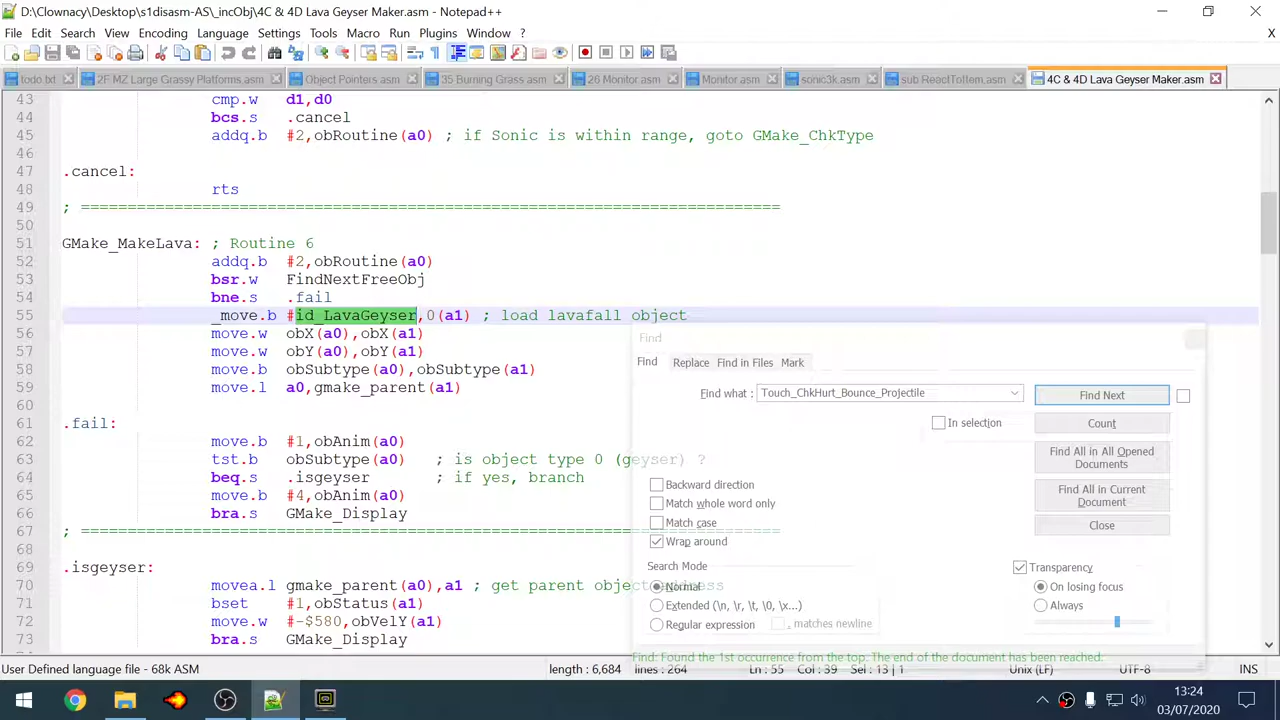 D:\Clownacy\Desktop\s1disasm-AS\_incObj\4C & 4D Lava Geyser Maker.asm - Notepad++
File Edit Search View Encoding Language Settings Tools Macro Run Plugins Window ?
X
todo.txt 2F MZ Large Grassy Platforms.asm Object Pointers.asm 35 Burning Grass.asm 26 Monitor.asm Monitor.asm sonic3k.asm sub ReactToItem.asm 4C & 4D Lava Geyser Maker.asm
43 cmp.w d1,d0
44 bcs.s .cancel
45 addq.b #2,obRoutine(a0) ; if Sonic is within range, goto GMake_ChkType
46
47 .cancel:
48 rts
49 ; ===========================================================================
50
51 GMake_MakeLava: ; Routine 6
52 addq.b #2,obRoutine(a0)
53 bsr.w FindNextFreeObj
54 bne.s .fail
55 _move.b #id_LavaGeyser,0(a1) ; load lavafall object
56 move.w obX(a0),obX(a1)
57 move.w obY(a0),obY(a1)
58 move.b obSubtype(a0),obSubtype(a1)
59 move.l a0,gmake_parent(a1)
60
61 .fail:
62 move.b #1,obAnim(a0)
63 tst.b obSubtype(a0) ; is object type 0 (geyser) ?
64 beq.s .isgeyser ; if yes, branch
65 move.b #4,obAnim(a0)
66 bra.s GMake_Display
67 ; ===========================================================================
68
69 .isgeyser:
70 movea.l gmake_parent(a0),a1 ; get parent object address
71 bset #1,obStatus(a1)
72 move.w #-$580,obVelY(a1)
73 bra.s GMake_Display
Find
Find Replace Find in Files Mark
Find what : Touch_ChkHurt_Bounce_Projectile Find Next
In selection Count
Find All in All Opened Documents
Backward direction
Match whole word only Find All in Current Document
Match case
Close
Wrap around
Search Mode Transparency
Normal On losing focus
Extended (\n, \r, \t, \0, \x...) Always
Regular expression . matches newline
Find: Found the 1st occurrence from the top. The end of the document has been reached.
User Defined language file - 68k ASM length : 6,684 lines : 264 Ln : 55 Col : 39 Sel : 13 | 1 Unix (LF) UTF-8 INS
13:24
03/07/2020